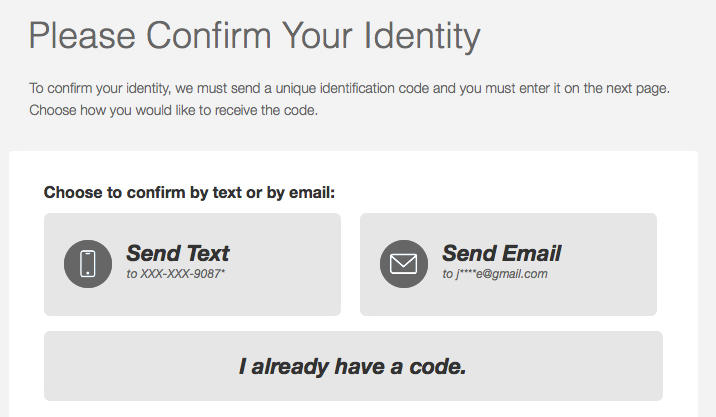 Please Confirm Your Identity
To confirm your identity, we must send a unique identification code and you must enter it on the next page.
Choose how you would like to receive the code.
Choose to confirm by text or by email:
Send Text
to XXX-XXX-9087*
Send Email
to j****e@gmail.com
I already have a code.